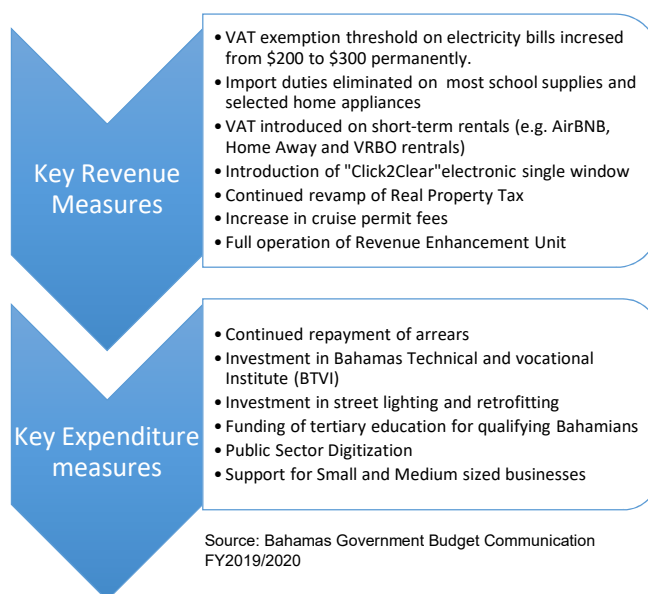 Key Revenue
Measures
• VAT exemption threshold on electricity bills incresed
from $200 to $300 permanently.
• Import duties eliminated on most school supplies and
selected home appliances
• VAT introduced on short-term rentals (e.g. AirBNB,
Home Away and VRBO rentrals)
• Introduction of "Click2Clear"electronic single window
• Continued revamp of Real Property Tax
• Increase in cruise permit fees
• Full operation of Revenue Enhancement Unit
Key Expenditure
measures
• Continued repayment of arrears
• Investment in Bahamas Technical and vocational
Institute (BTVI)
• Investment in street lighting and retrofitting
• Funding of tertiary education for qualifying Bahamians
• Public Sector Digitization
• Support for Small and Medium sized businesses
Source: Bahamas Government Budget Communication
FY2019/2020